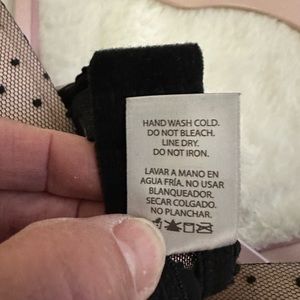 HAND WASH COLD.
DO NOT BLEACH.
LINE DRY.
DO NOT IRON.
LAVAR A MANO EN
AGUA FRÍA. NO USAR
BLANQUEADOR.
SECAR COLGADO.
NO PLANCHAR.